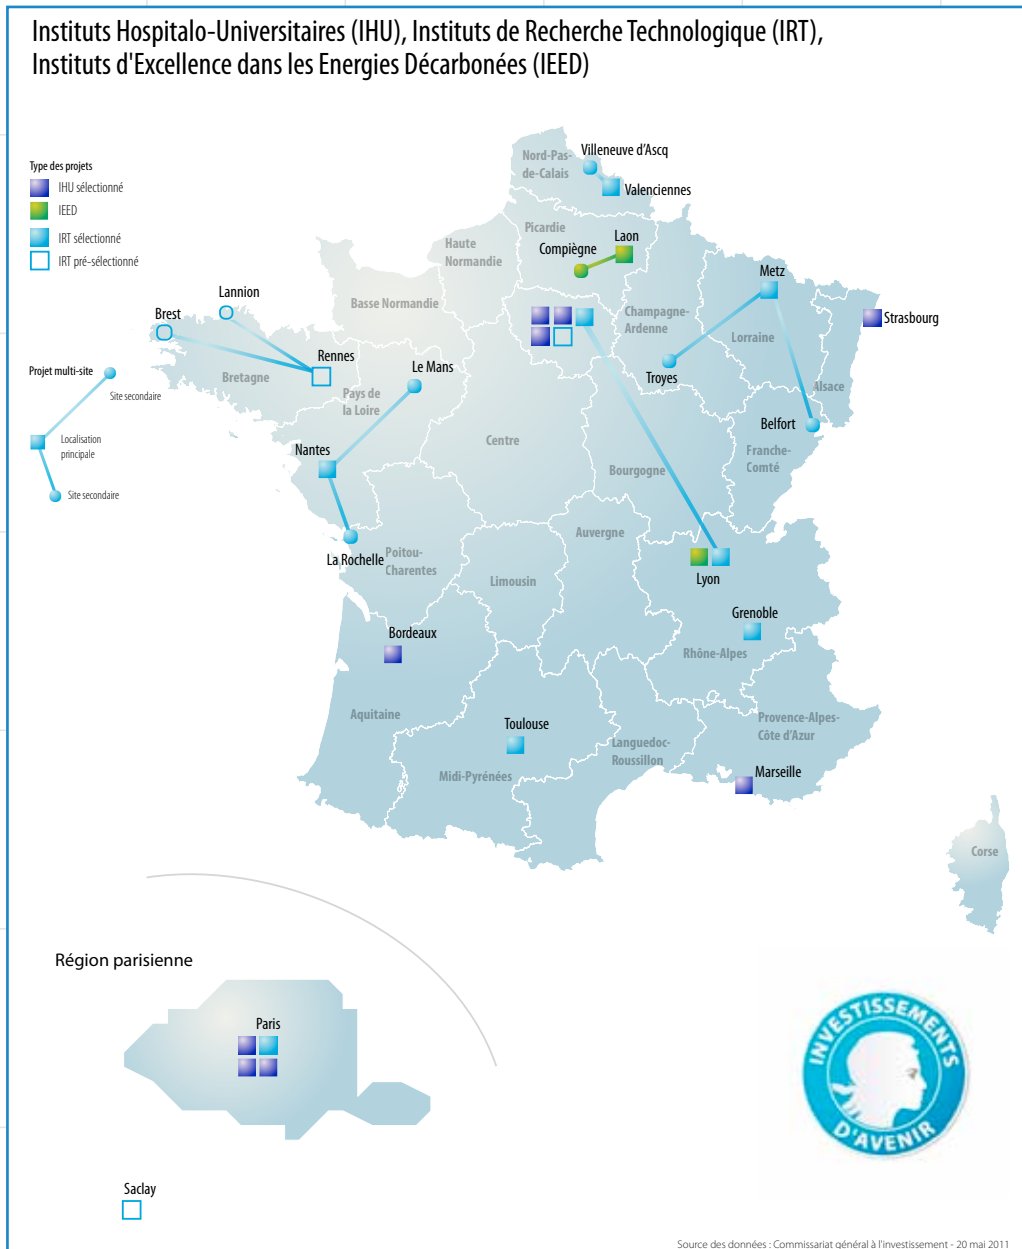 Instituts Hospitalo-Universitaires (IHU), Instituts de Recherche Technologique (IRT),
Instituts d'Excellence dans les Energies Décarbonées (IEED)
Type des projets
IHU sélectionné
IEED
IRT sélectionné
IRT pré-sélectionné
Projet multi-site
Site secondaire
Localisation
principale
Site secondaire
Nord-Pas-
de-Calais
Villeneuve d'Ascq
Valenciennes
Picardie
Laon
Compiègne
Haute
Normandie
Basse Normandie
Metz
Champagne-
Ardenne
Lorraine
Strasbourg
Alsace
Troyes
Belfort
Franche-
Comté
Lannion
Brest
Rennes
Bretagne
Le Mans
Pays de
la Loire
Centre
Nantes
Bourgogne
La Rochelle
Poitou-
Charentes
Auvergne
Limousin
Lyon
Grenoble
Rhône-Alpes
Bordeaux
Aquitaine
Toulouse
Midi-Pyrénées
Languedoc-
Roussillon
Provence-Alpes-
Côte d'Azur
Marseille
Corse
Région parisienne
Paris
Saclay
INVESTISSEMENTS
D'AVENIR
Source des données : Commissariat général à l'investissement - 20 mai 2011